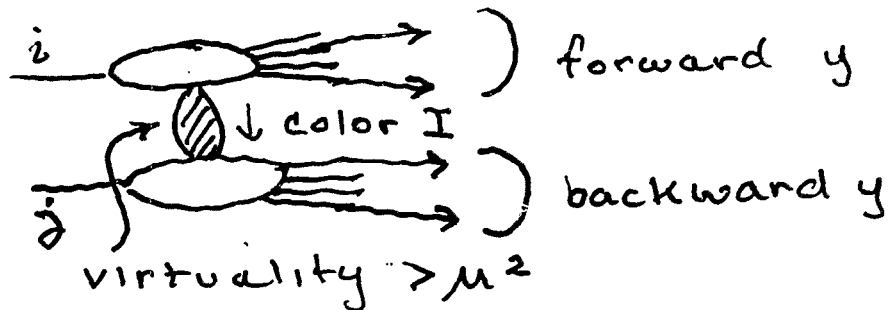 i
forward y
↓ color I
j
backward y
virtuality > μ²